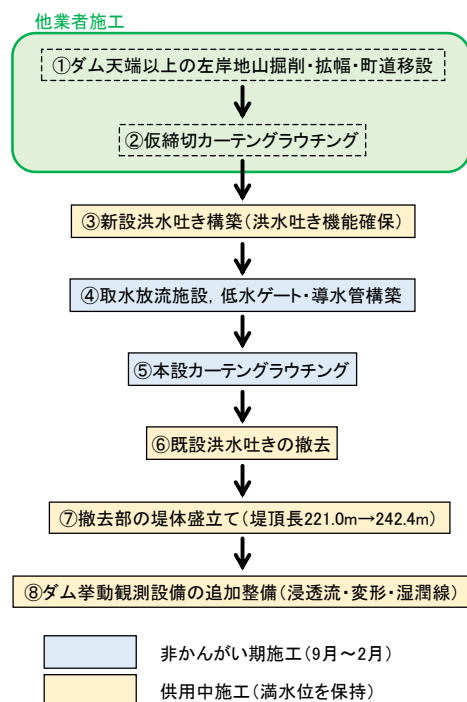 他業者施工
①ダム天端以上の左岸地山掘削・拡幅・町道移設
②仮締切カーテングラウチング
③新設洪水吐き構築(洪水吐き機能確保)
④取水放流施設，低水ゲート・導水管構築
⑤本設カーテングラウチング
⑥既設洪水吐きの撤去
⑦撤去部の堤体盛立て(堤頂長221.0m→242.4m)
⑧ダム挙動観測設備の追加整備(浸透流・変形・湿潤線)
非かんがい期施工(9月～2月)
供用中施工(満水位を保持)